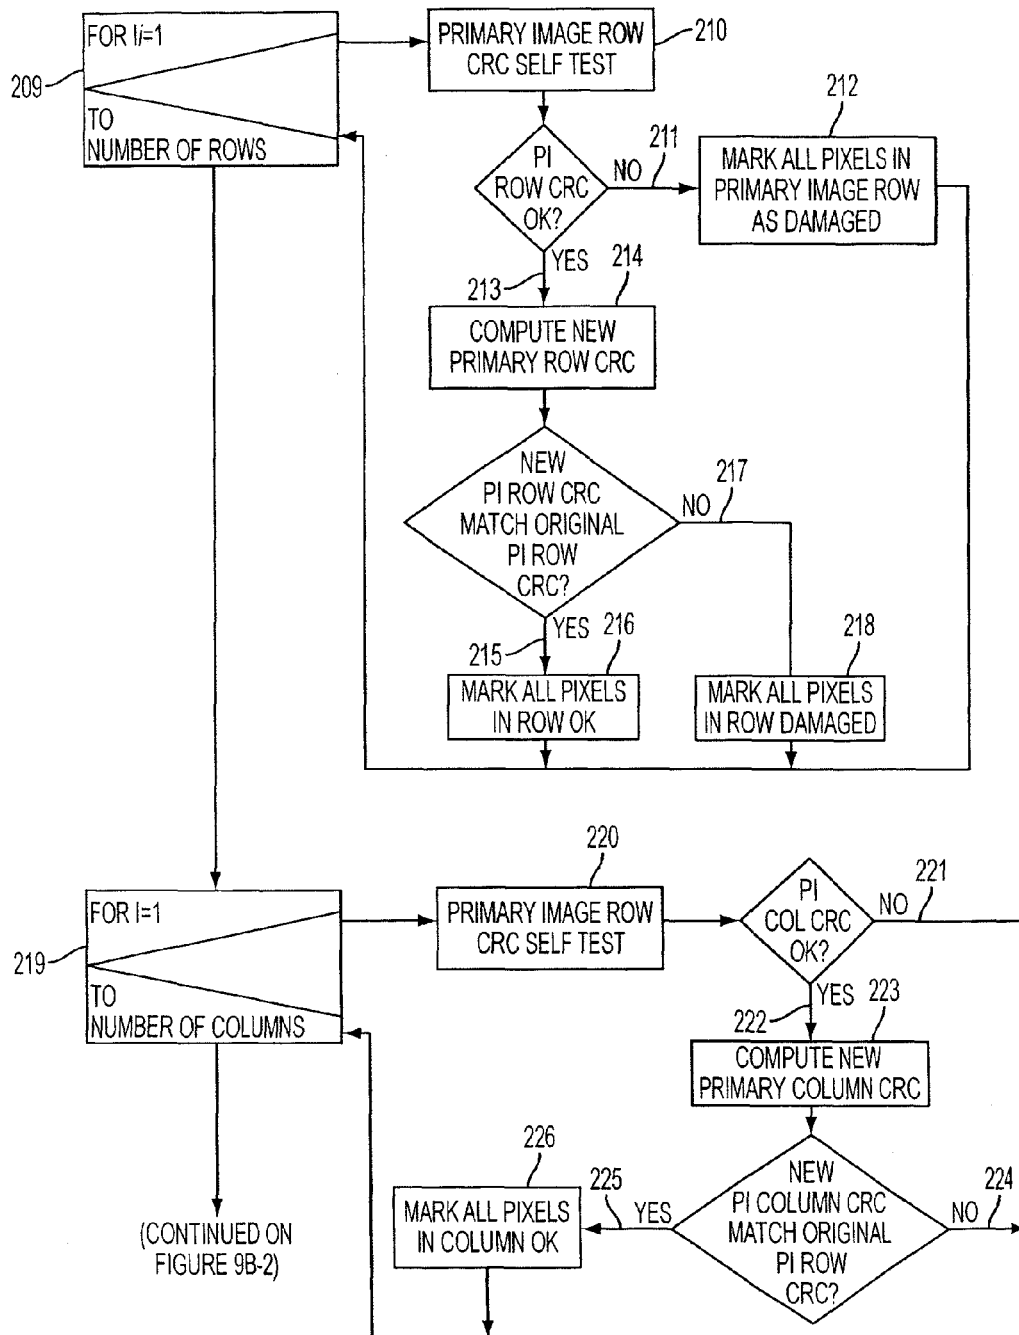 FOR Ii=1
TO
NUMBER OF ROWS
209
PRIMARY IMAGE ROW
CRC SELF TEST
210
PI
ROW CRC
OK?
NO
211
212
MARK ALL PIXELS IN
PRIMARY IMAGE ROW
AS DAMAGED
YES
213
214
COMPUTE NEW
PRIMARY ROW CRC
NEW
PI ROW CRC
MATCH ORIGINAL
PI ROW
CRC?
NO
217
YES
215
216
MARK ALL PIXELS
IN ROW OK
218
MARK ALL PIXELS
IN ROW DAMAGED
FOR I=1
TO
NUMBER OF COLUMNS
219
220
PRIMARY IMAGE ROW
CRC SELF TEST
PI
COL CRC
OK?
NO
221
YES
222
223
COMPUTE NEW
PRIMARY COLUMN CRC
NEW
PI COLUMN CRC
MATCH ORIGINAL
PI ROW
CRC?
NO
224
YES
225
226
MARK ALL PIXELS
IN COLUMN OK
(CONTINUED ON
FIGURE 9B-2)